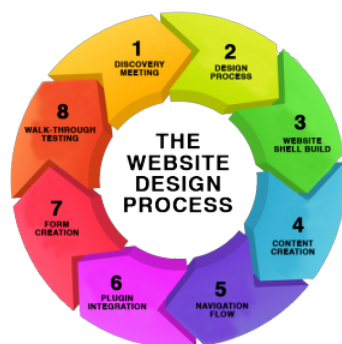 THE
WEBSITE
DESIGN
PROCESS
1
DISCOVERY
MEETING
2
DESIGN
PROCESS
3
WEBSITE
SHELL BUILD
4
CONTENT
CREATION
5
NAVIGATION
FLOW
6
PLUGIN
INTEGRATION
7
FORM
CREATION
8
WALK-THROUGH
TESTING